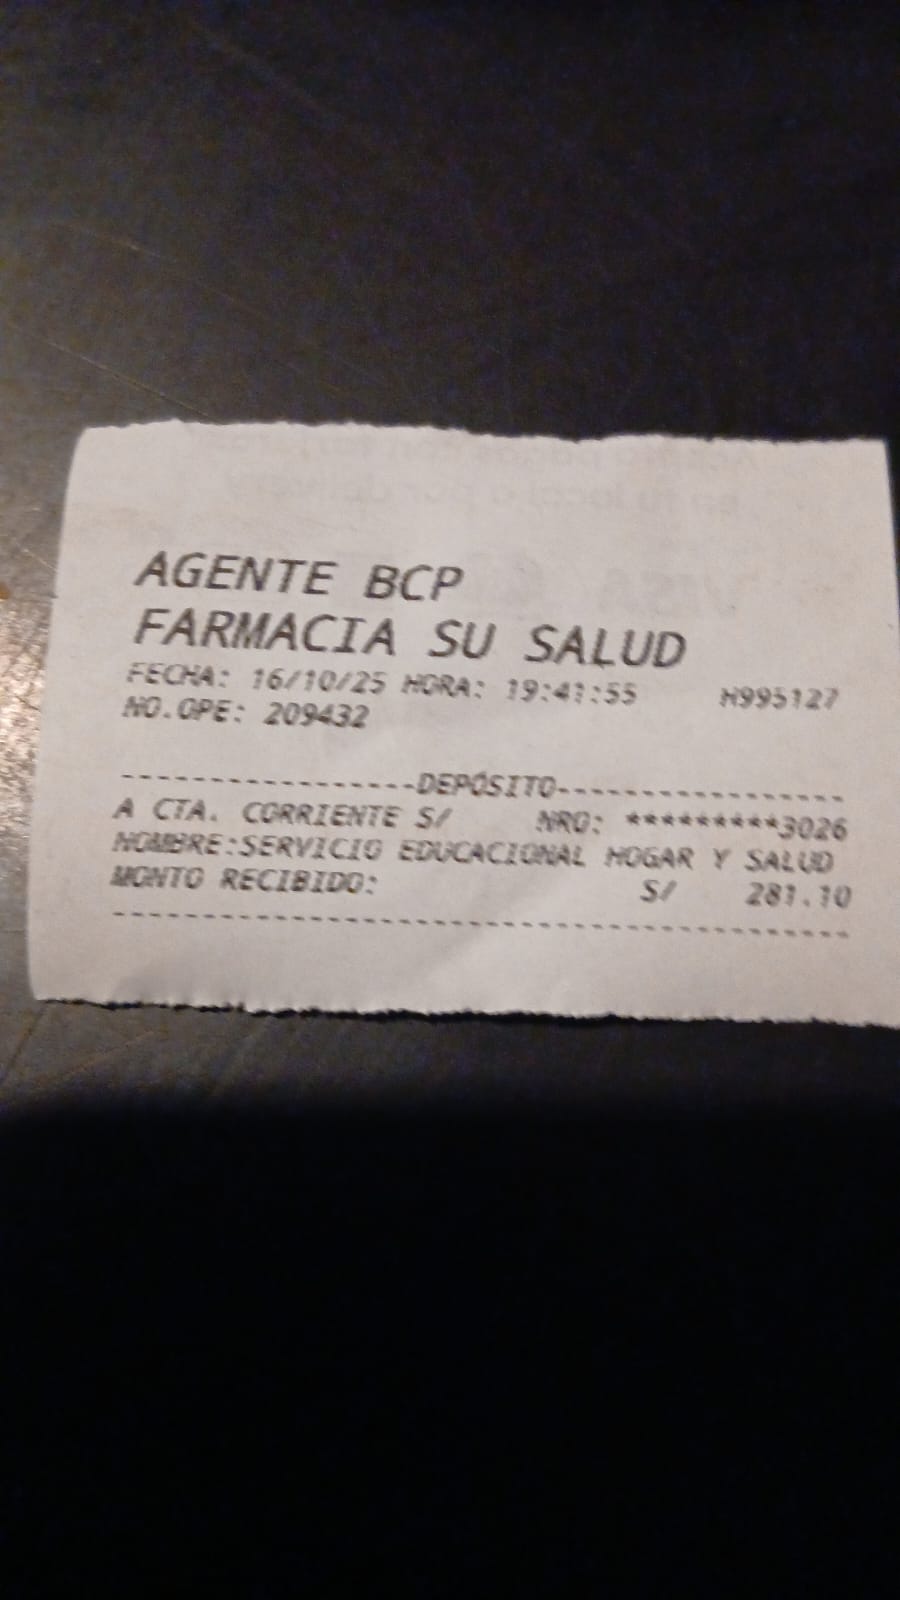 AGENTE BCP
FARMACIA SU SALUD
FECHA: 16/10/25 HORA: 19:41:55 H995127
NO.OPE: 209432
-----------------DEPÓSITO-----------------
A CTA. CORRIENTE S/ NRO: *********3026
NOMBRE:SERVICIO EDUCACIONAL HOGAR Y SALUD
MONTO RECIBIDO: S/ 281.10